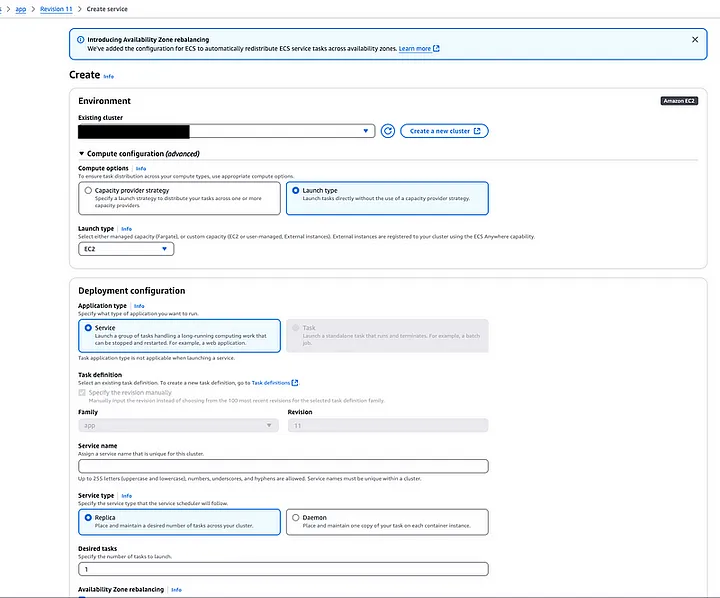 s > app > Revision 11 > Create service
Introducing Availability Zone rebalancing
We've added the configuration for ECS to automatically redistribute ECS service tasks across availability zones. Learn more
Create Info
Environment
Amazon EC2
Existing cluster
Create a new cluster
Compute configuration (advanced)
Compute options Info
To ensure task distribution across your compute types, use appropriate compute options.
Capacity provider strategy
Specify a launch strategy to distribute your tasks across one or more
capacity providers.
Launch type
Launch tasks directly without the use of a capacity provider strategy.
Launch type Info
Select either managed capacity (Fargate), or custom capacity (EC2 or user-managed, External instances). External instances are registered to your cluster using the ECS Anywhere capability.
EC2
Deployment configuration
Application type Info
Specify what type of application you want to run.
Service
Launch a group of tasks handling a long-running computing work that
can be stopped and restarted. For example, a web application.
Task
Launch a standalone task that runs and terminates. For example, a batch
job.
Task application type is not applicable when launching a service.
Task definition
Select an existing task definition. To create a new task definition, go to Task definitions
Specify the revision manually
Manually input the revision instead of choosing from the 100 most recent revisions for the selected task definition family.
Family
Revision
app
11
Service name
Assign a service name that is unique for this cluster.
Up to 255 letters (uppercase and lowercase), numbers, underscores, and hyphens are allowed. Service names must be unique within a cluster.
Service type Info
Specify the service type that the service scheduler will follow.
Replica
Place and maintain a desired number of tasks across your cluster.
Daemon
Place and maintain one copy of your task on each container instance.
Desired tasks
Specify the number of tasks to launch.
1
Availability Zone rebalancing Info